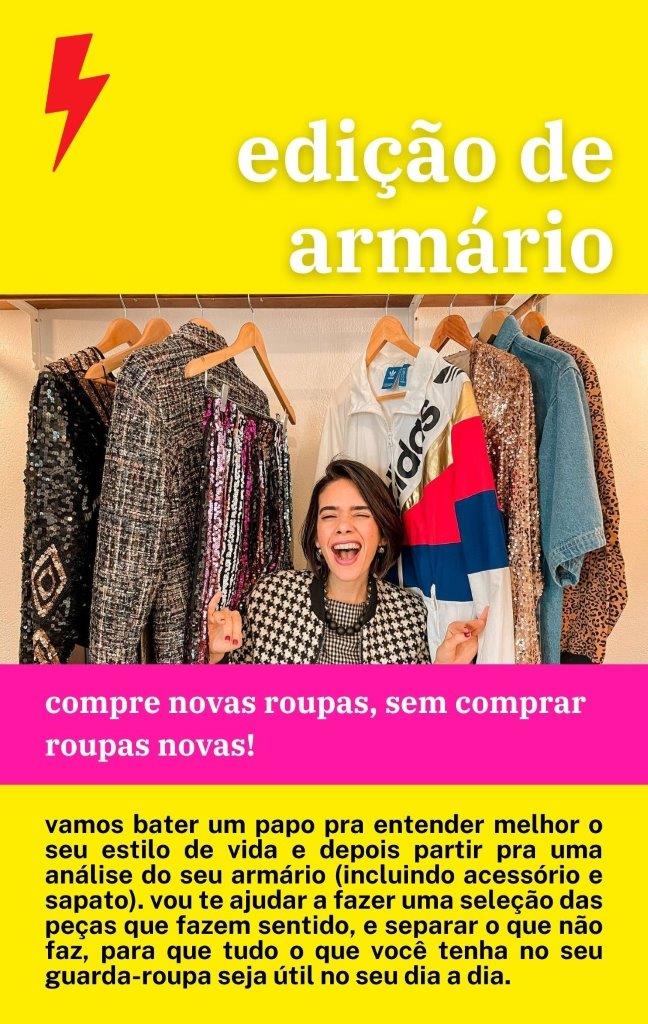 edição de
armário
adidas
compre novas roupas, sem comprar
roupas novas!
vamos bater um papo pra entender melhor o
seu estilo de vida e depois partir pra uma
análise do seu armário (incluindo acessório e
sapato). vou te ajudar a fazer uma seleção das
peças que fazem sentido, e separar o que não
faz, para que tudo o que você tenha no seu
guarda-roupa seja útil no seu dia a dia.